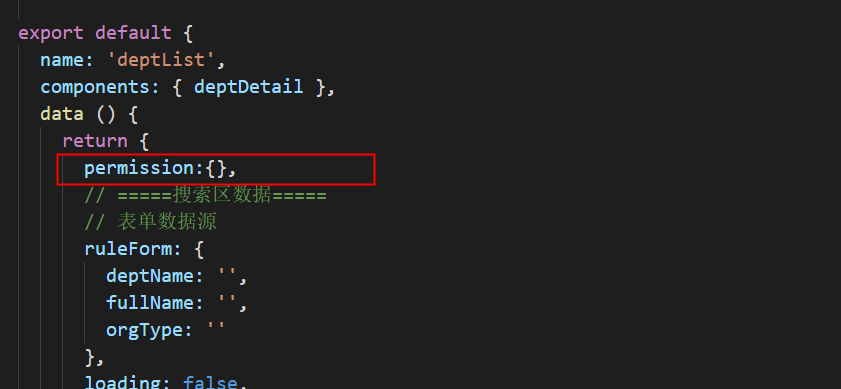 export default {
  name: 'deptList',
  components: { deptDetail },
  data () {
    return {
      permission:{},
      // =====搜索区数据=====
      // 表单数据源
      ruleForm: {
        deptName: '',
        fullName: '',
        orgType: ''
      },
      loading: false,